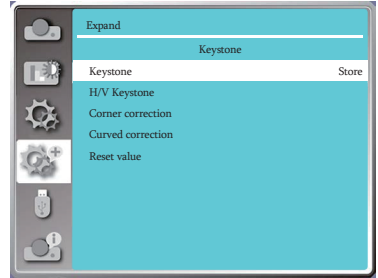 Expand
Keystone
Keystone Store
H/V Keystone
Corner correction
Curved correction
Reset value